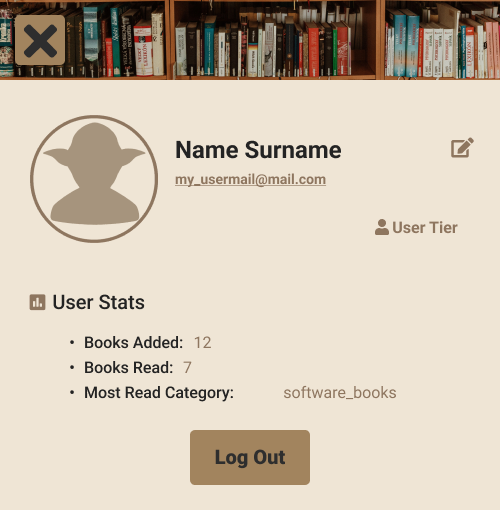 Name Surname
my_usermail@mail.com
User Tier
User Stats
• Books Added: 12
• Books Read: 7
• Most Read Category: software_books
Log Out